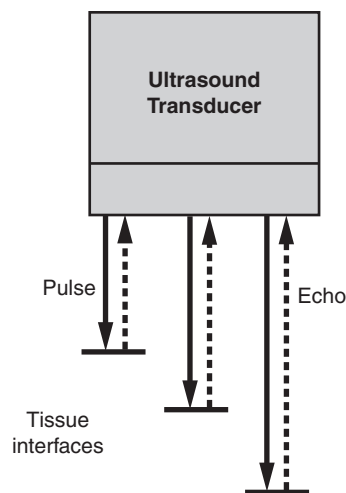 Ultrasound
Transducer
Pulse
Echo
Tissue
interfaces